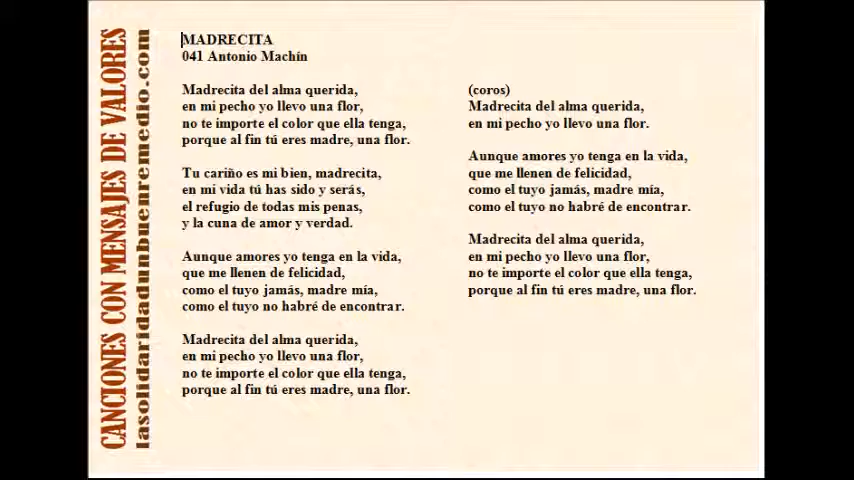 CANCIONES CON MENSAJES DE VALORES
lasolidaridadunbuenremedio.com
MADRECITA
041 Antonio Machín
Madrecita del alma querida,
en mi pecho yo llevo una flor,
no te importe el color que ella tenga,
porque al fin tú eres madre, una flor.
Tu cariño es mi bien, madrecita,
en mi vida tú has sido y serás,
el refugio de todas mis penas,
y la cuna de amor y verdad.
Aunque amores yo tenga en la vida,
que me llenen de felicidad,
como el tuyo jamás, madre mía,
como el tuyo no habré de encontrar.
Madrecita del alma querida,
en mi pecho yo llevo una flor,
no te importe el color que ella tenga,
porque al fin tú eres madre, una flor.
(coros)
Madrecita del alma querida,
en mi pecho yo llevo una flor.
Aunque amores yo tenga en la vida,
que me llenen de felicidad,
como el tuyo jamás, madre mía,
como el tuyo no habré de encontrar.
Madrecita del alma querida,
en mi pecho yo llevo una flor,
no te importe el color que ella tenga,
porque al fin tú eres madre, una flor.